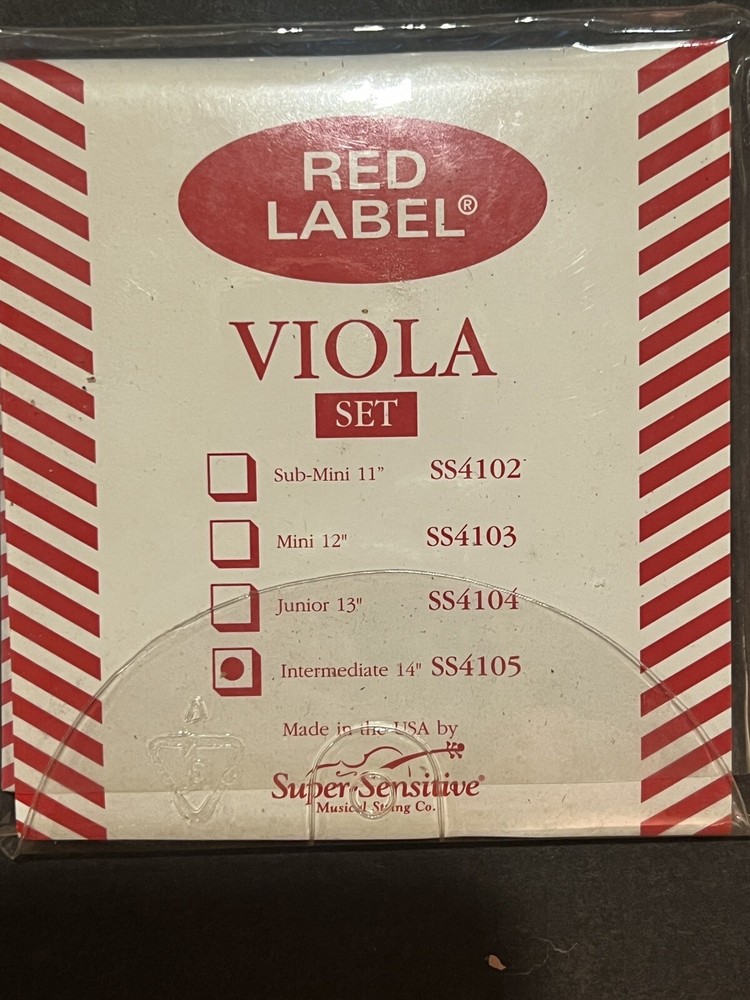 RED
LABEL®
VIOLA
SET
Sub-Mini 11” SS4102
Mini 12" SS4103
Junior 13" SS4104
Intermediate 14" SS4105
Made in the USA by
Super-Sensitive®
Musical String Co.